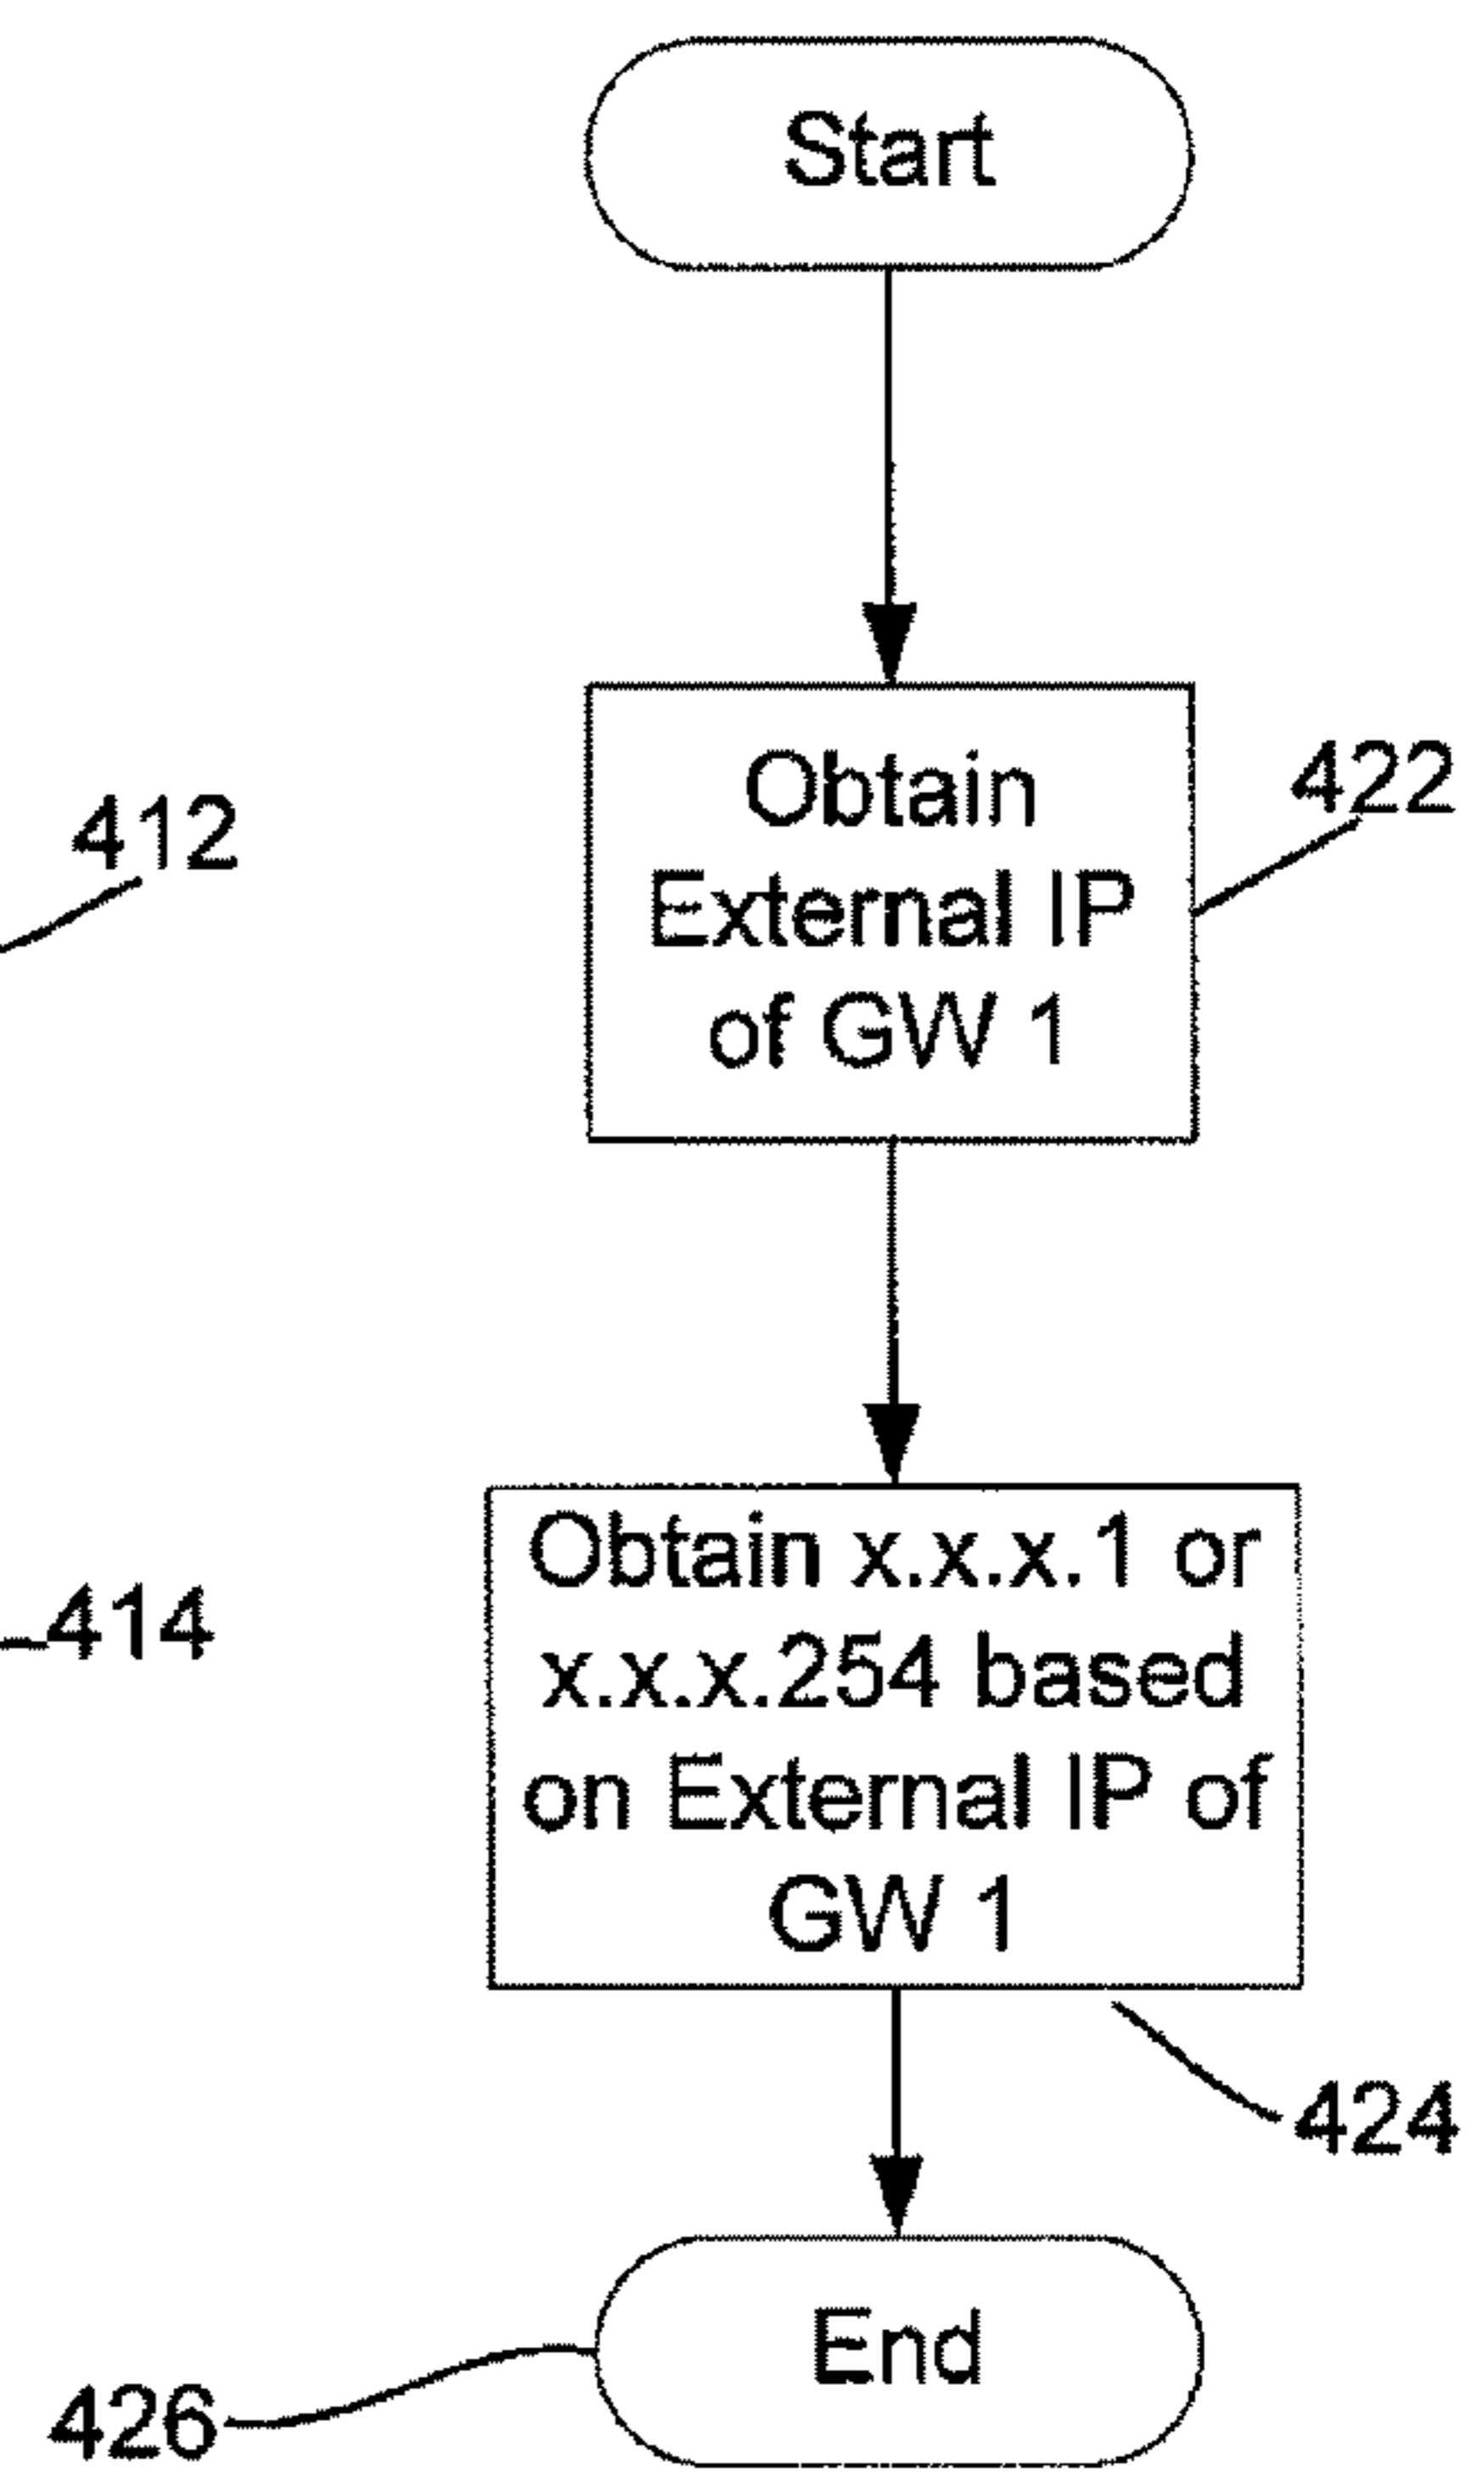 Start
Obtain
External IP
of GW 1
422
412
Obtain x.x.x.1 or
x.x.x.254 based
on External IP of
GW 1
414
424
End
426